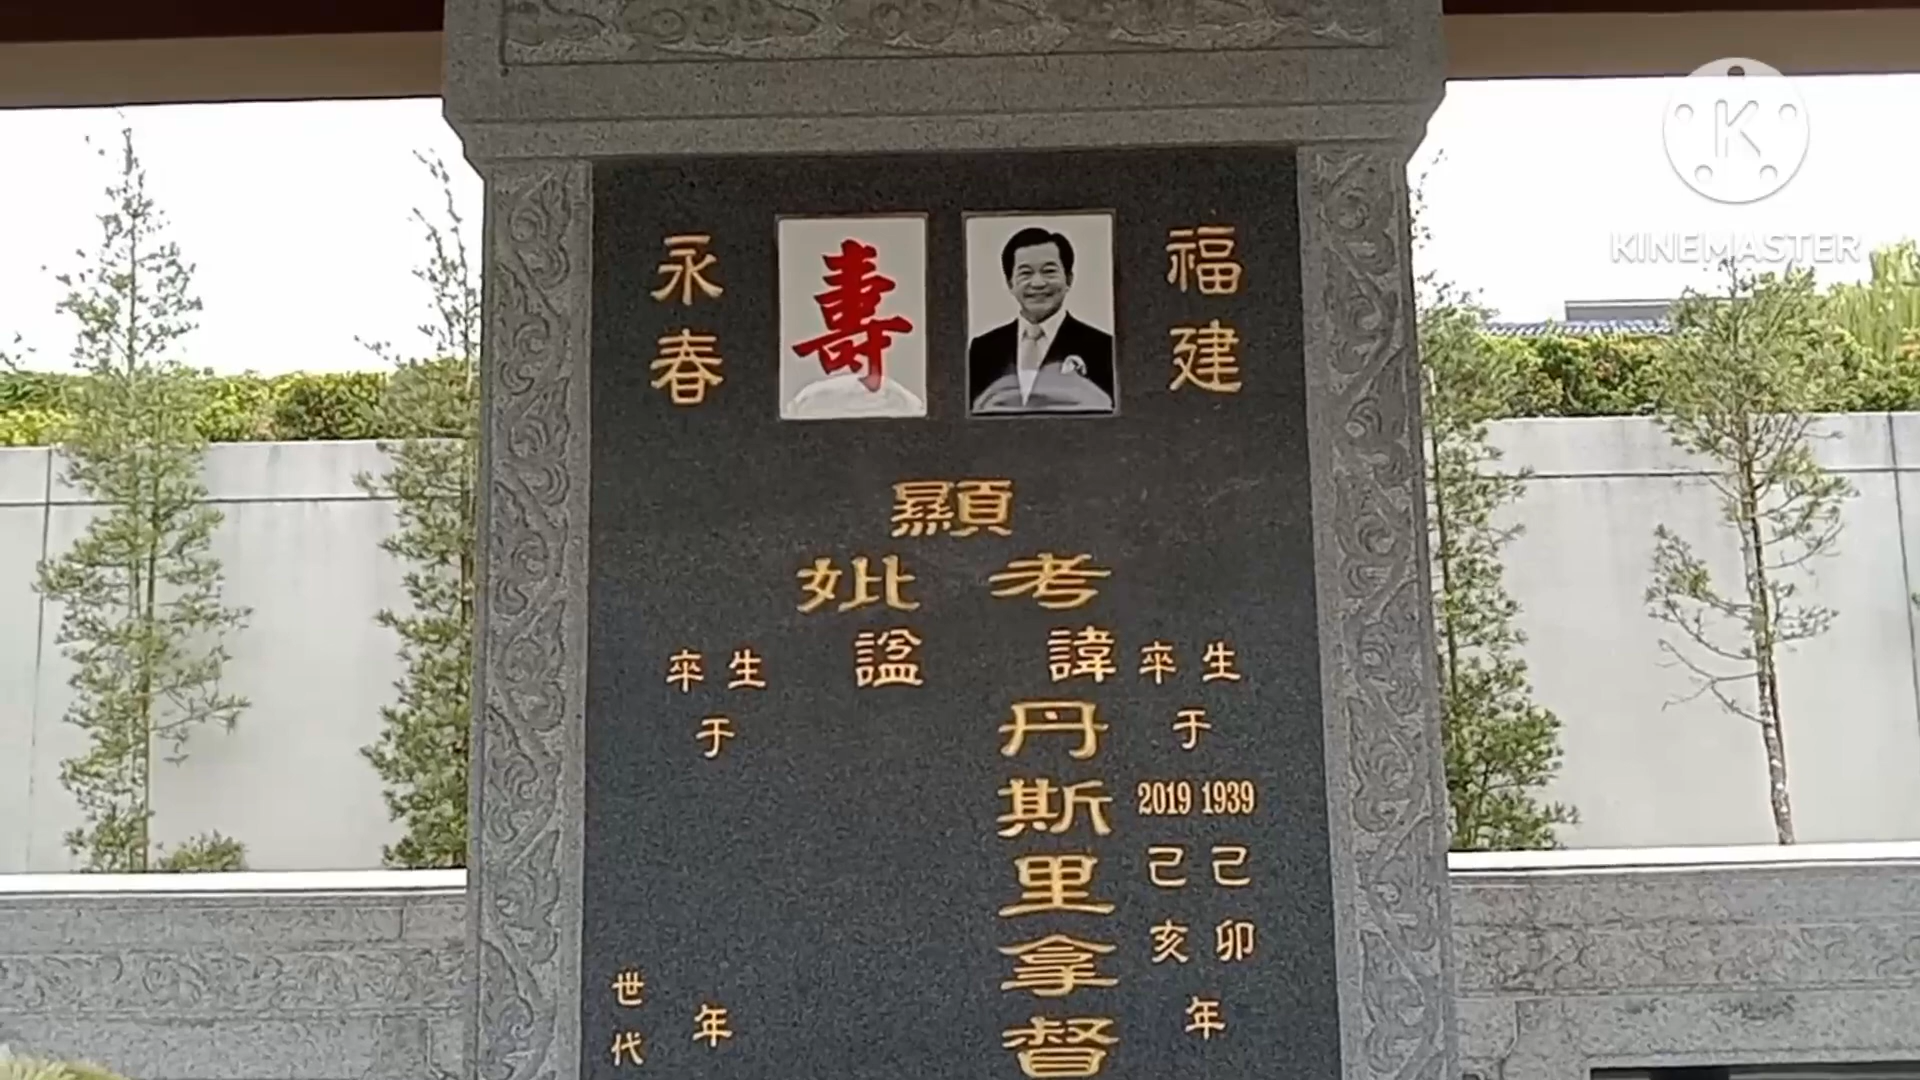 福建
永春
壽
顯
考
妣
諱丹斯里拿督
諡
生卒
于
1939 2019
己卯
己亥
年
生卒
于
年
世代
KINEMASTER